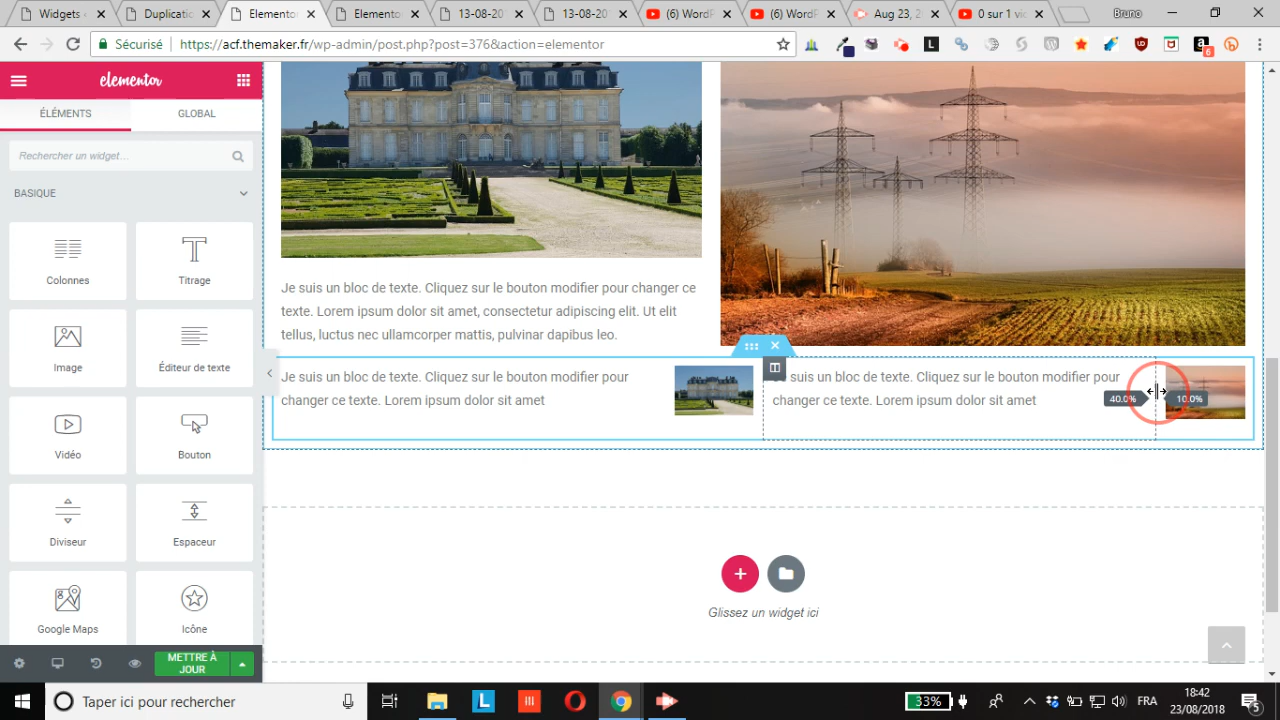 Widgets
Duplicatio
Elementor
Elementor
13-08-201
13-08-201
(6) WordP
(6) WordP
Aug 23, 2
0 sur 1 vi
Bruno
Sécurisé
https://acf.themaker.fr/wp-admin/post.php?post=376&action=elementor
6
elementor
ÉLÉMENTS
GLOBAL
Rechercher un widget…
BASIQUE
Colonnes
Titrage
Image
Éditeur de texte
Vidéo
Bouton
Diviseur
Espaceur
Google Maps
Icône
METTRE À
JOUR
Je suis un bloc de texte. Cliquez sur le bouton modifier pour changer ce
texte. Lorem ipsum dolor sit amet, consectetur adipiscing elit. Ut elit
tellus, luctus nec ullamcorper mattis, pulvinar dapibus leo.
Je suis un bloc de texte. Cliquez sur le bouton modifier pour
changer ce texte. Lorem ipsum dolor sit amet
suis un bloc de texte. Cliquez sur le bouton modifier pour
changer ce texte. Lorem ipsum dolor sit amet
40.0%
10.0%
Glissez un widget ici
Taper ici pour rechercher
33%
FRA
18:42
23/08/2018
5